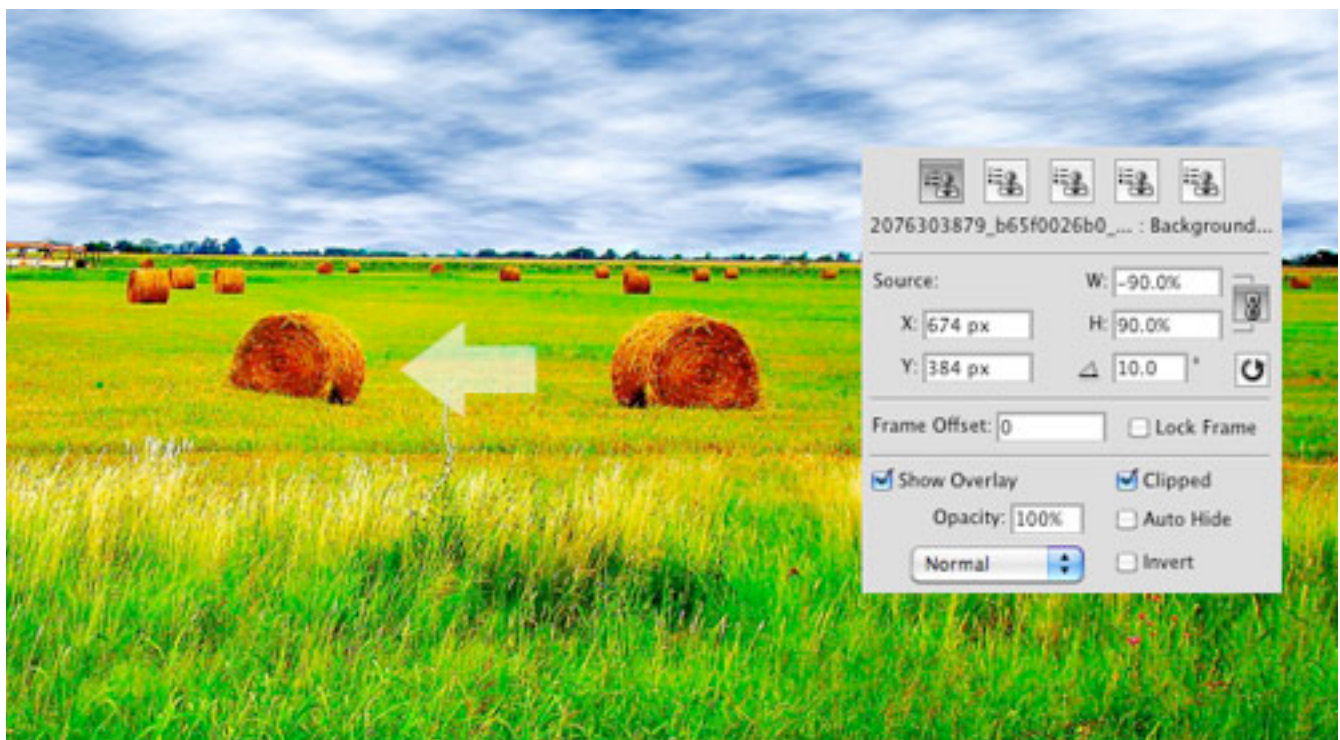 2076303879_b65f0026b0_... : Background...
Source: W: -90.0%
X: 674 px H: 90.0%
Y: 384 px 10.0 °
Frame Offset: 0 Lock Frame
Show Overlay Clipped
Opacity: 100% Auto Hide
Normal Invert